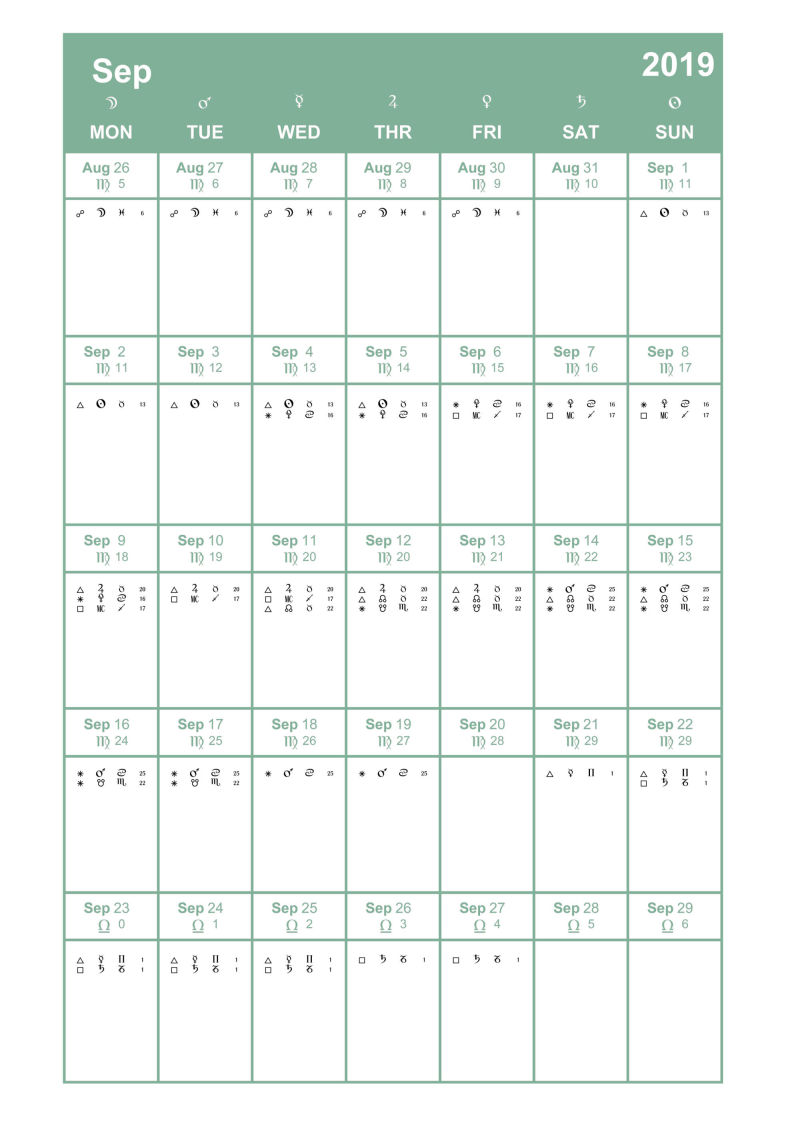 Sep 2019
☽ ♂ ☿ ♃ ♀ ♄ ☉
MON TUE WED THR FRI SAT SUN
Aug 26 Aug 27 Aug 28 Aug 29 Aug 30 Aug 31 Sep 1
♍ 5 ♍ 6 ♍ 7 ♍ 8 ♍ 9 ♍ 10 ♍ 11
☍ ☽ ♓ 6 ☍ ☽ ♓ 6 ☍ ☽ ♓ 6 ☍ ☽ ♓ 6 ☍ ☽ ♓ 6 △ ☉ ♉ 13
Sep 2 Sep 3 Sep 4 Sep 5 Sep 6 Sep 7 Sep 8
♍ 11 ♍ 12 ♍ 13 ♍ 14 ♍ 15 ♍ 16 ♍ 17
△ ☉ ♉ 13 △ ☉ ♉ 13 △ ☉ ♉ 13 △ ☉ ♉ 13 ⚹ ♀ ♋ 16 ⚹ ♀ ♋ 16 ⚹ ♀ ♋ 16
⚹ ♀ ♋ 16 ⚹ ♀ ♋ 16 □ MC ♐ 17 □ MC ♐ 17 □ MC ♐ 17
Sep 9 Sep 10 Sep 11 Sep 12 Sep 13 Sep 14 Sep 15
♍ 18 ♍ 19 ♍ 20 ♍ 20 ♍ 21 ♍ 22 ♍ 23
△ ♃ ♉ 20 △ ♃ ♉ 20 △ ♃ ♉ 20 △ ♃ ♉ 20 △ ♃ ♉ 20 ⚹ ♂ ♋ 25 ⚹ ♂ ♋ 25
⚹ ♀ ♋ 16 □ MC ♐ 17 □ MC ♐ 17 △ ☊ ♉ 22 △ ☊ ♉ 22 △ ☊ ♉ 22 △ ☊ ♉ 22
□ MC ♐ 17 △ ☊ ♉ 22 ⚹ ☋ ♏ 22 ⚹ ☋ ♏ 22 ⚹ ☋ ♏ 22 ⚹ ☋ ♏ 22
Sep 16 Sep 17 Sep 18 Sep 19 Sep 20 Sep 21 Sep 22
♍ 24 ♍ 25 ♍ 26 ♍ 27 ♍ 28 ♍ 29 ♍ 29
⚹ ♂ ♋ 25 ⚹ ♂ ♋ 25 ⚹ ♂ ♋ 25 ⚹ ♂ ♋ 25 △ ☿ ♊ 1 △ ☿ ♊ 1
⚹ ☋ ♏ 22 ⚹ ☋ ♏ 22 □ ♄ ♑ 1
Sep 23 Sep 24 Sep 25 Sep 26 Sep 27 Sep 28 Sep 29
♎ 0 ♎ 1 ♎ 2 ♎ 3 ♎ 4 ♎ 5 ♎ 6
△ ☿ ♊ 1 △ ☿ ♊ 1 △ ☿ ♊ 1 □ ♄ ♑ 1 □ ♄ ♑ 1
□ ♄ ♑ 1 □ ♄ ♑ 1 □ ♄ ♑ 1